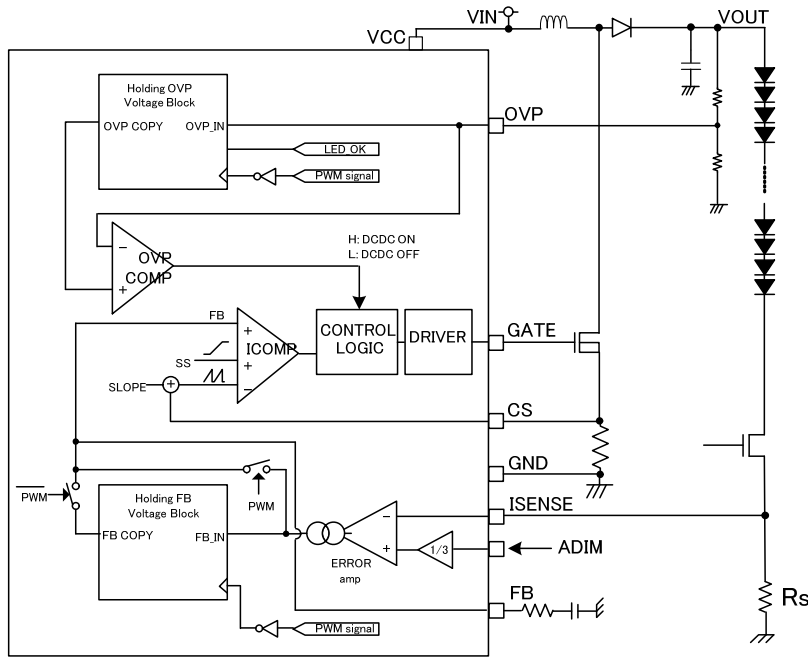 VIN
VOUT
VCC
Holding OVP
Voltage Block
OVP COPY
OVP_IN
OVP
LED_OK
PWM signal
H: DCDC ON
L: DCDC OFF
−
OVP
COMP
+
FB
+
ICOMP
SS
+
SLOPE
+
−
CONTROL
LOGIC
DRIVER
GATE
CS
GND
PWM
PWM
Holding FB
Voltage Block
FB COPY
FB_IN
ERROR
amp
−
+
1/3
ISENSE
ADIM
FB
PWM signal
Rs